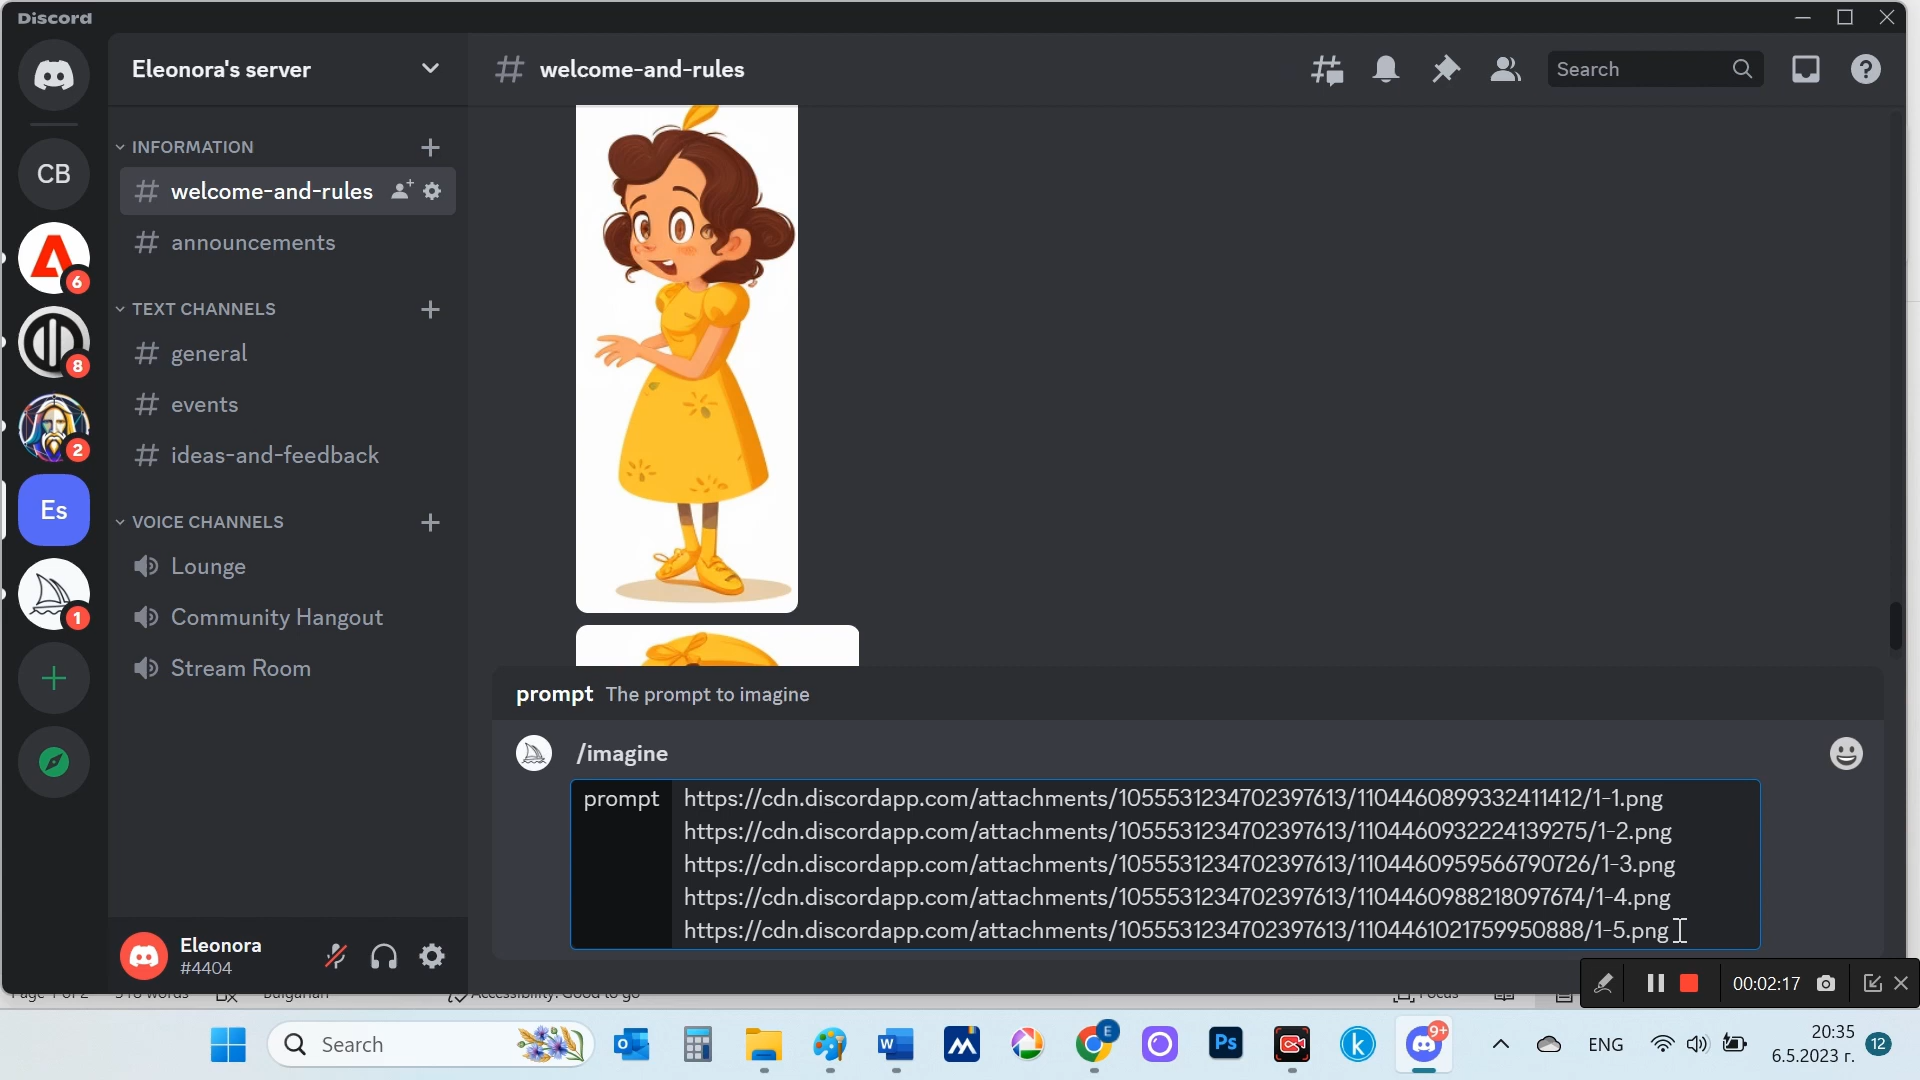 Discord
Eleonora's server
# welcome-and-rules
Search
CB
INFORMATION
# welcome-and-rules
# announcements
6
TEXT CHANNELS
# general
8
# events
2
# ideas-and-feedback
Es
VOICE CHANNELS
Lounge
1
Community Hangout
Stream Room
prompt The prompt to imagine
/imagine
prompt https://cdn.discordapp.com/attachments/1055531234702397613/1104460899332411412/1-1.png
https://cdn.discordapp.com/attachments/1055531234702397613/1104460932224139275/1-2.png
https://cdn.discordapp.com/attachments/1055531234702397613/1104460959566790726/1-3.png
https://cdn.discordapp.com/attachments/1055531234702397613/1104460988218097674/1-4.png
https://cdn.discordapp.com/attachments/1055531234702397613/1104461021759950888/1-5.png
Eleonora
#4404
00:02:17
Search
E
Ps
k
9+
ENG
20:35
6.5.2023 г.
12